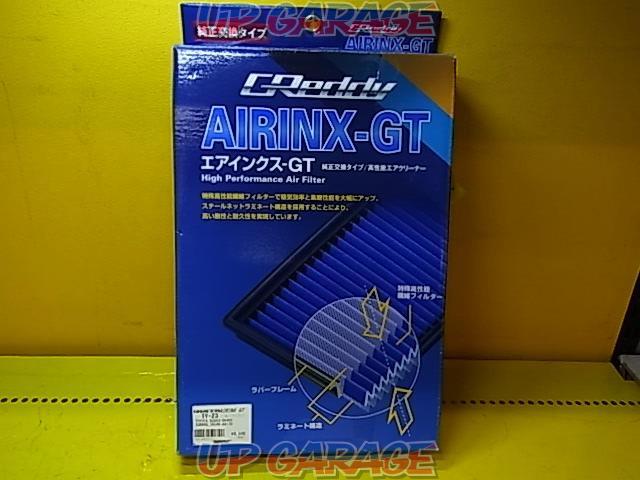 UP GARAGE
純正交換タイプ
AIRINX-GT
GReddy
AIRINX-GT
エアインクス-GT
純正交換タイプ/高性能エアクリーナー
High Performance Air Filter
特殊高性能繊維フィルターで吸気効率と集塵性能を大幅にアップ。
スチールネットラミネート構造を採用することにより、
高い剛性と耐久性を実現しています。
特殊高性能
繊維フィルター
ラバーフレーム
ラミネート構造
UP GARAGE